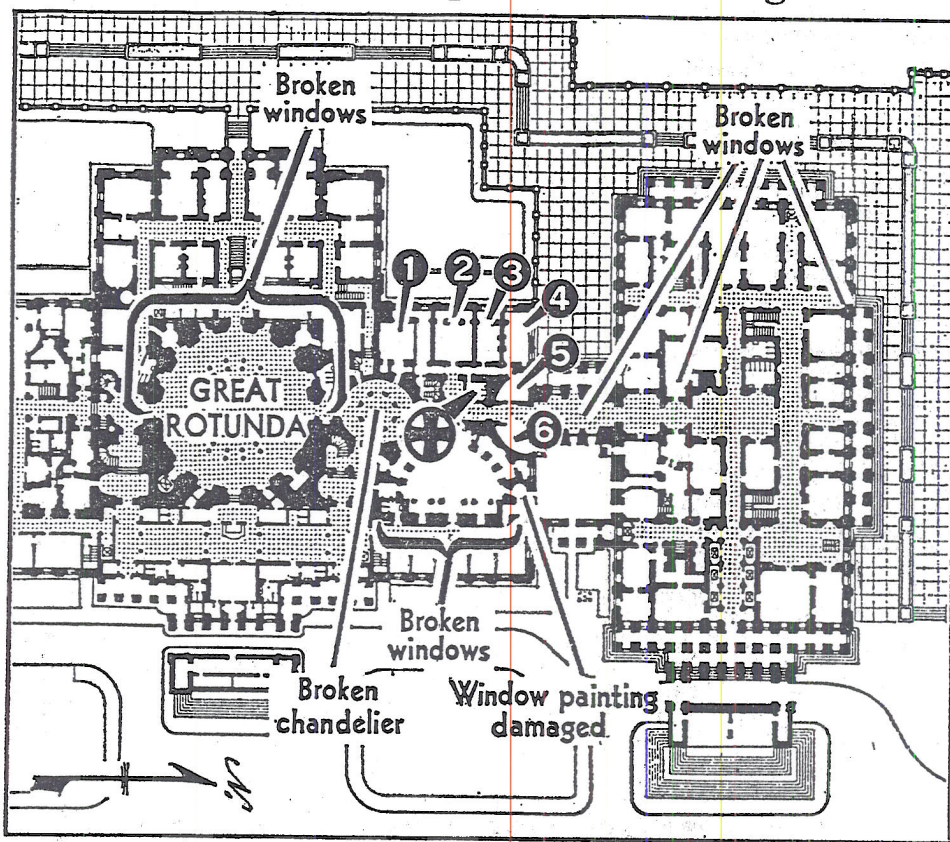 Broken
windows
Broken
windows
1-2-3
4
5
6
GREAT
ROTUNDA
Broken
windows
Broken
chandelier
Window painting
damaged.